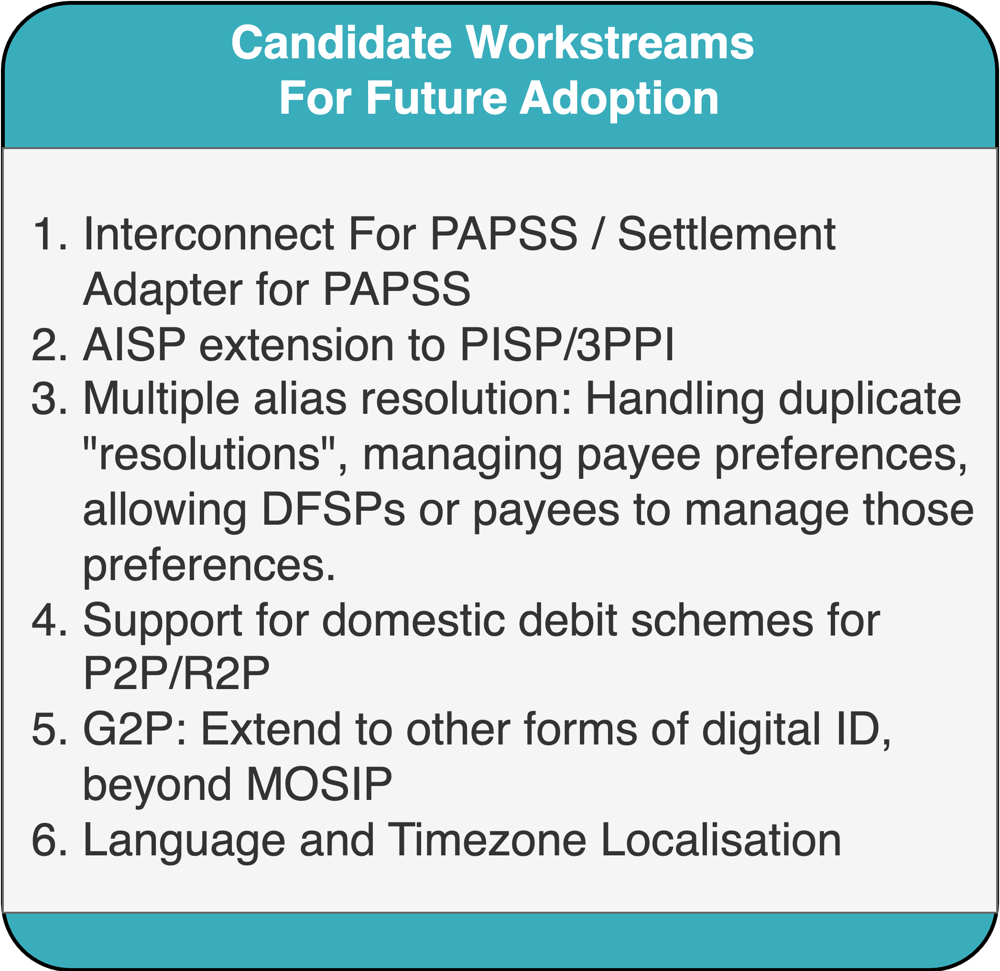 Candidate Workstreams
For Future Adoption
1. Interconnect For PAPSS / Settlement
Adapter for PAPSS
2. AISP extension to PISP/3PPI
3. Multiple alias resolution: Handling duplicate
"resolutions", managing payee preferences,
allowing DFSPs or payees to manage those
preferences.
4. Support for domestic debit schemes for
P2P/R2P
5. G2P: Extend to other forms of digital ID,
beyond MOSIP
6. Language and Timezone Localisation